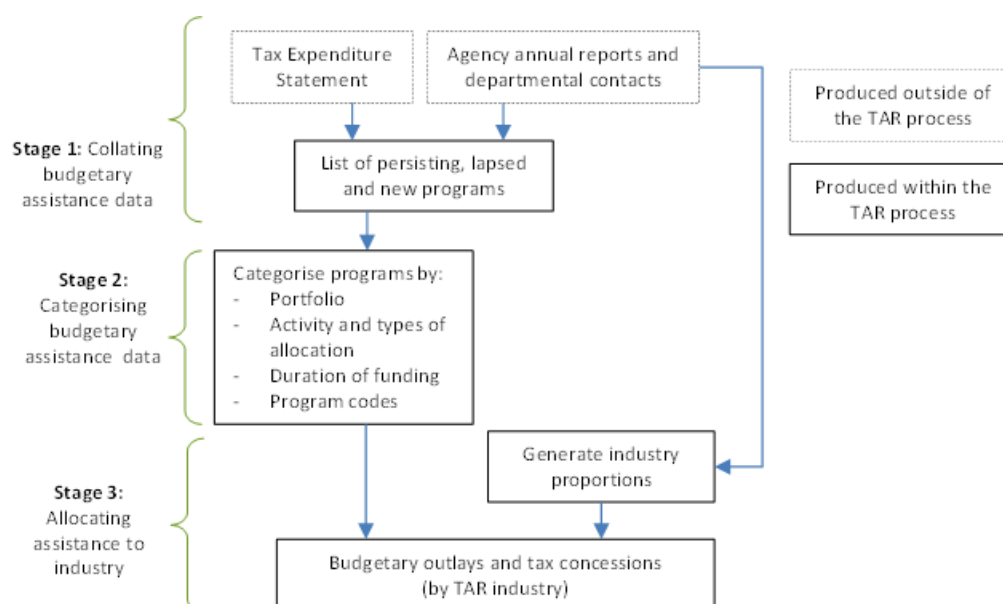 Tax Expenditure
Statement
Agency annual reports and
departmental contacts
Produced outside of
the TAR process
Produced within the
TAR process
Stage 1: Collating
budgetary
assistance data
List of persisting, lapsed
and new programs
Stage 2:
Categorising
budgetary
assistance data
Categorise programs by:
- Portfolio
- Activity and types of
allocation
- Duration of funding
- Program codes
Stage 3:
Allocating
assistance to
industry
Generate industry
proportions
Budgetary outlays and tax concessions
(by TAR industry)